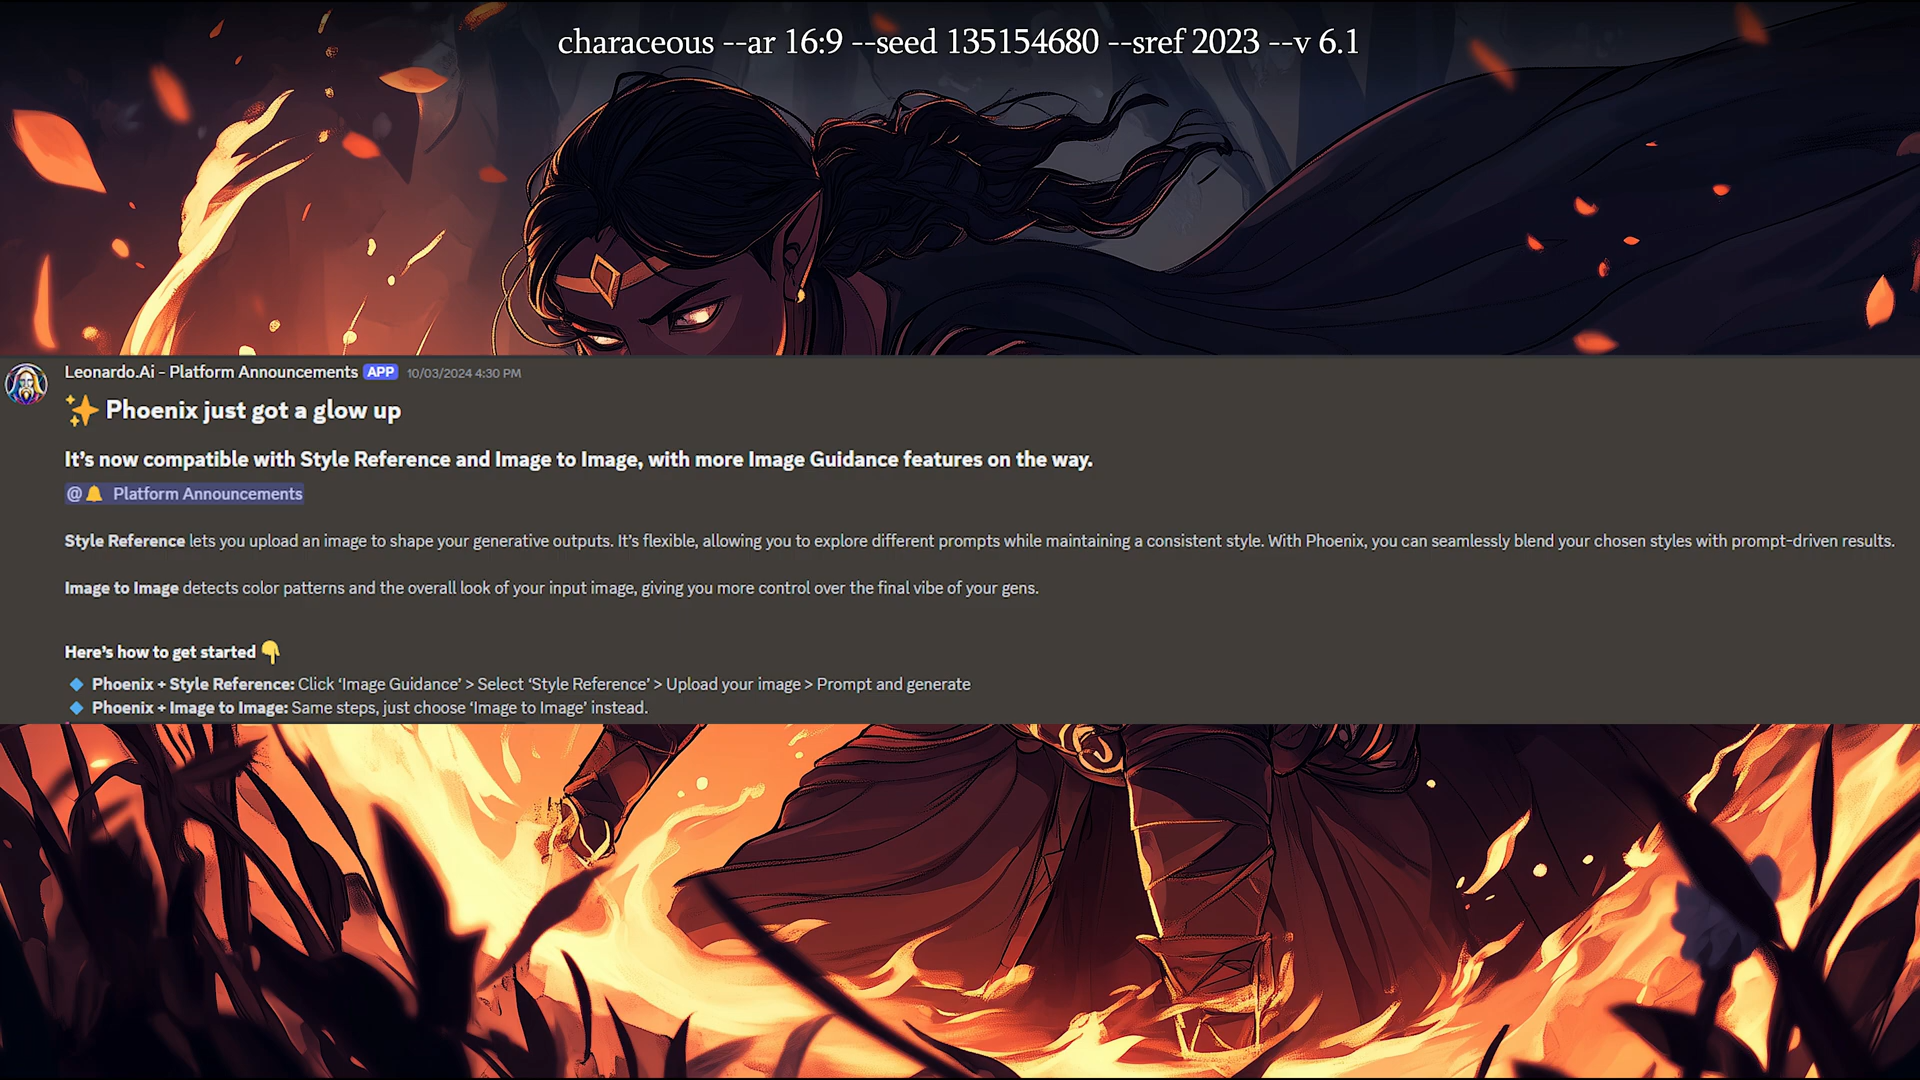 characeous --ar 16:9 --seed 135154680 --sref 2023 --v 6.1
Leonardo.Ai - Platform Announcements APP 10/03/2024 4:30 PM
✨ Phoenix just got a glow up
It’s now compatible with Style Reference and Image to Image, with more Image Guidance features on the way.
@🔔 Platform Announcements
Style Reference lets you upload an image to shape your generative outputs. It’s flexible, allowing you to explore different prompts while maintaining a consistent style. With Phoenix, you can seamlessly blend your chosen styles with prompt-driven results.
Image to Image detects color patterns and the overall look of your input image, giving you more control over the final vibe of your gens.
Here’s how to get started 👇
🔹 Phoenix + Style Reference: Click ‘Image Guidance’ > Select ‘Style Reference’ > Upload your image > Prompt and generate
🔹 Phoenix + Image to Image: Same steps, just choose ‘Image to Image’ instead.